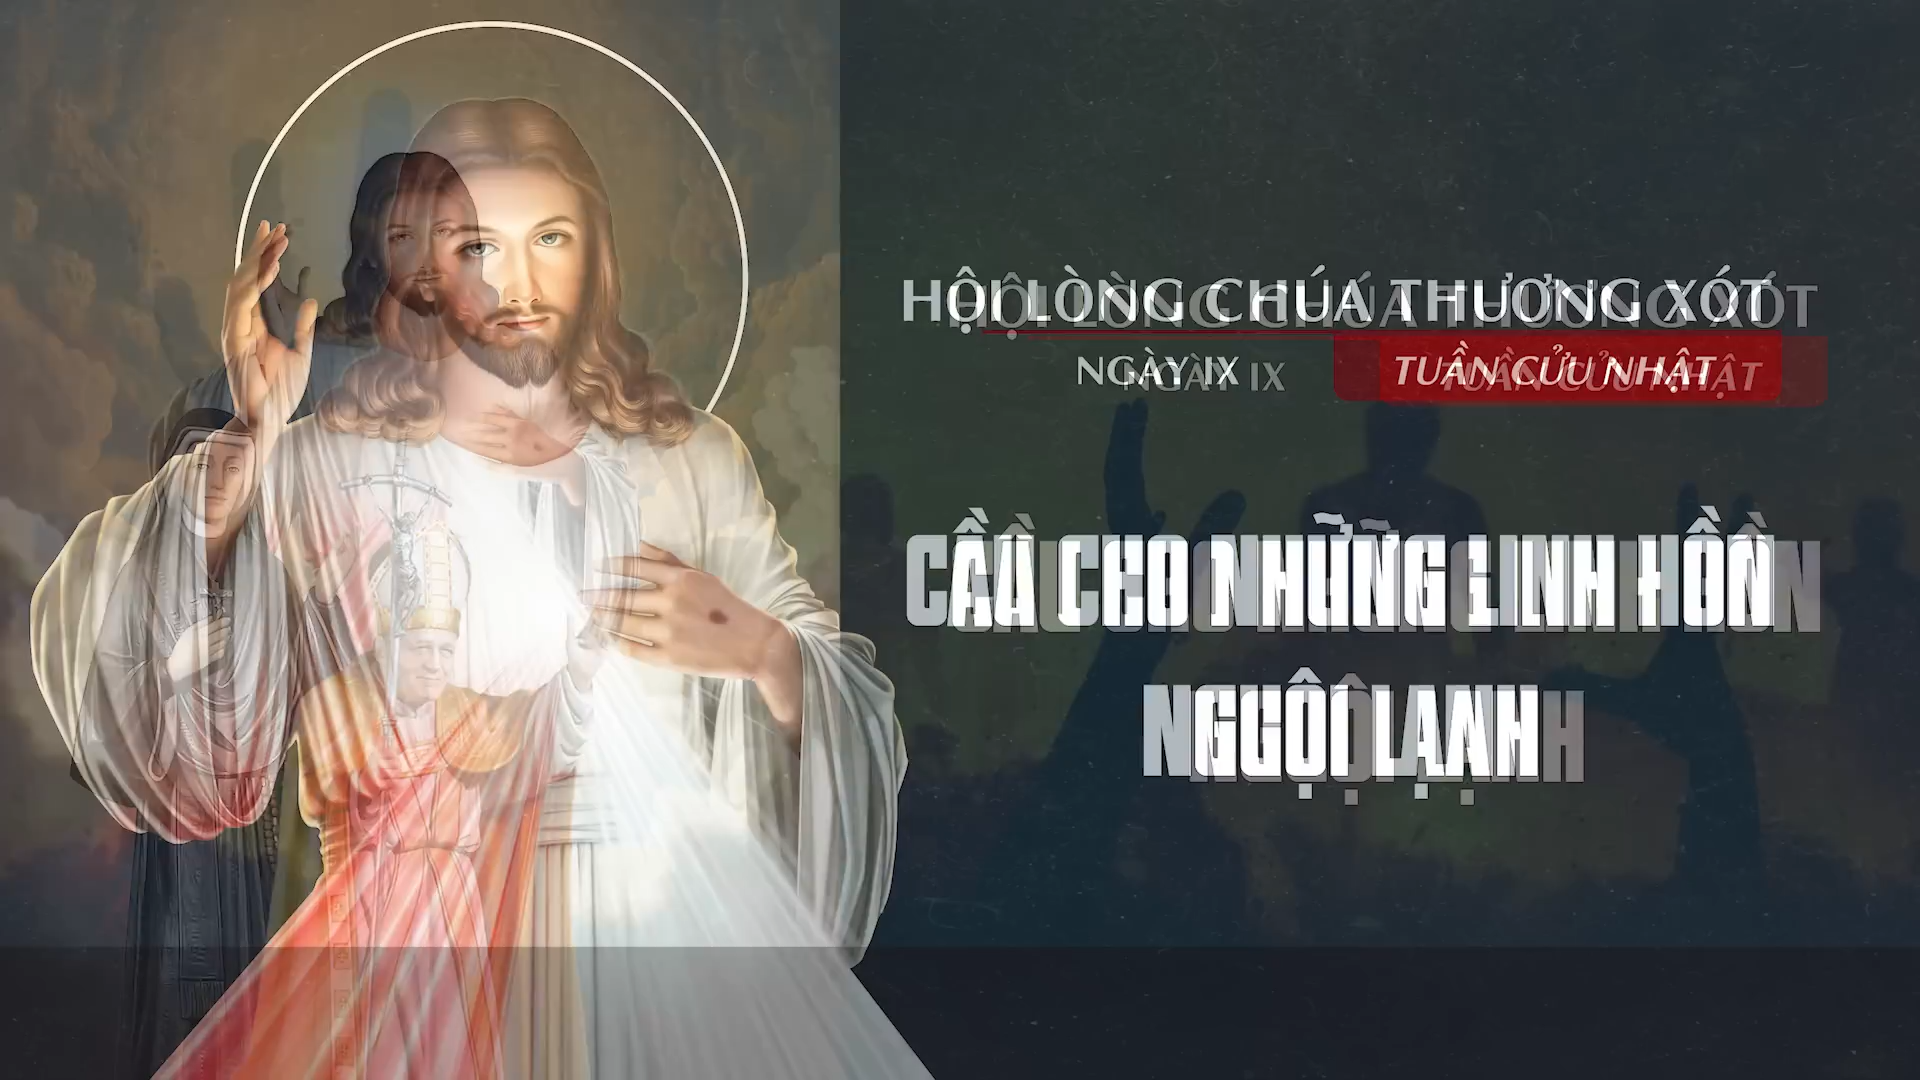 HỘI LÒNG CHÚA THƯƠNG XÓT
NGÀY IX TUẦN CỬU NHẬT
CẦU CHO NHỮNG LINH HỒN
NGUỘI LẠNH